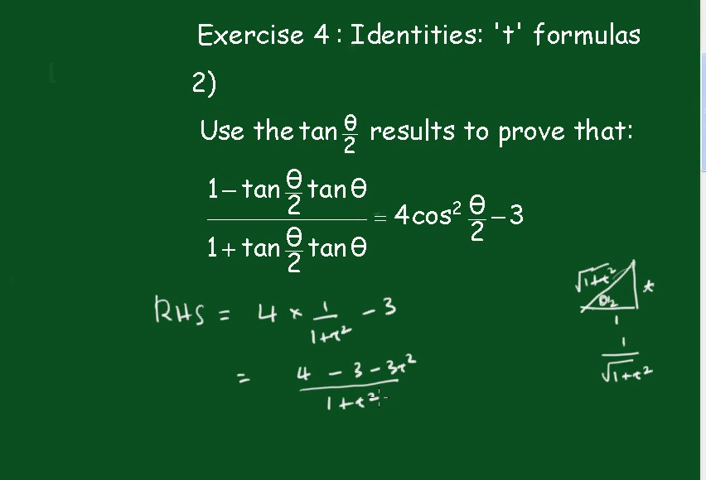 Exercise 4 : Identities: 't' formulas
2)
Use the tan θ/2 results to prove that:
(1 − tan θ/2 tan θ)/(1 + tan θ/2 tan θ) = 4cos² θ/2 − 3
RHS = 4 × 1/(1+t²) − 3
= (4 − 3 − 3t²)/(1+t²)
√1+t²
θ/2
t
1
1/√1+t²